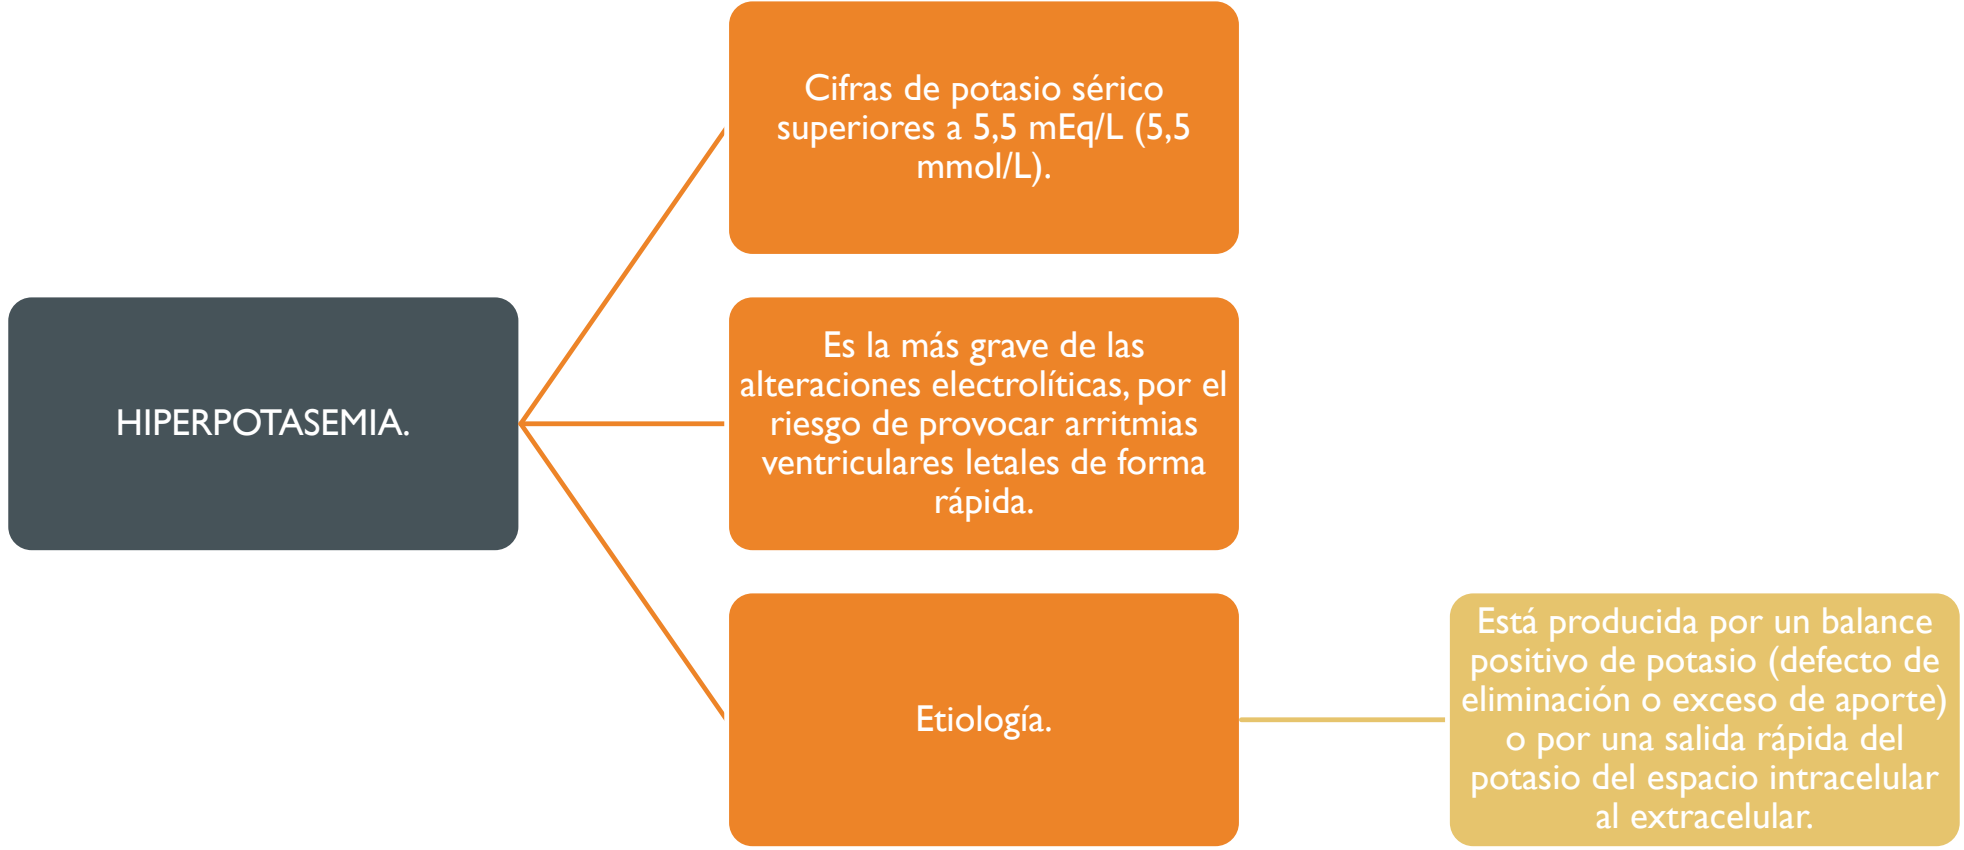 HIPERPOTASEMIA.
Cifras de potasio sérico
superiores a 5,5 mEq/L (5,5
mmol/L).
Es la más grave de las
alteraciones electrolíticas, por el
riesgo de provocar arritmias
ventriculares letales de forma
rápida.
Etiología.
Está producida por un balance
positivo de potasio (defecto de
eliminación o exceso de aporte)
o por una salida rápida del
potasio del espacio intracelular
al extracelular.